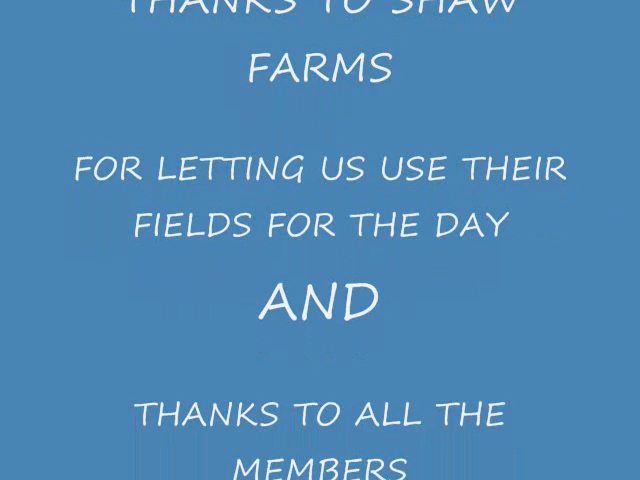 THANKS TO SHAW
FARMS
FOR LETTING US USE THEIR
FIELDS FOR THE DAY
AND
THANKS TO ALL THE
MEMBERS